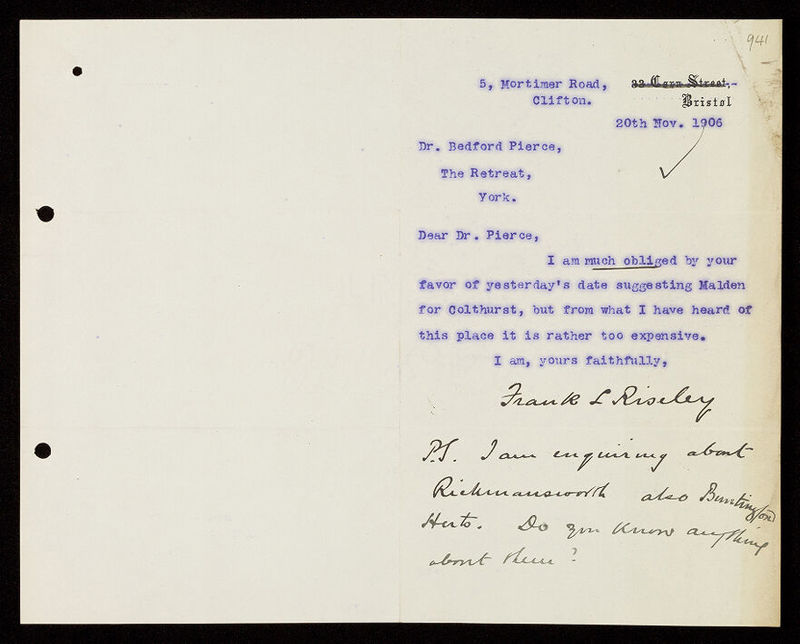 941
5, Mortimer Road,
Clifton.
32 Corn Street,
Bristol
20th Nov. 1906
Dr. Bedford Pierce,
The Retreat,
York.
Dear Dr. Pierce,
I am much obliged by your
favor of yesterday's date suggesting Malden
for Colthurst, but from what I have heard of
this place it is rather too expensive.
I am, yours faithfully,
Frank L Riseley
P.S. I am enquiring about
Rickmansworth also Buntingford
Herts. Do you know anything
about them?